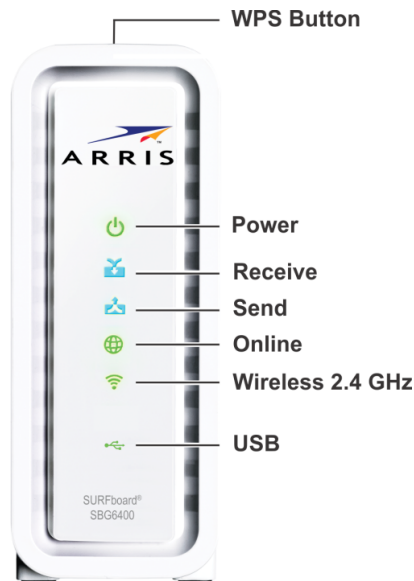 WPS Button
ARRIS
Power
Receive
Send
Online
Wireless 2.4 GHz
USB
SURFboard®
SBG6400